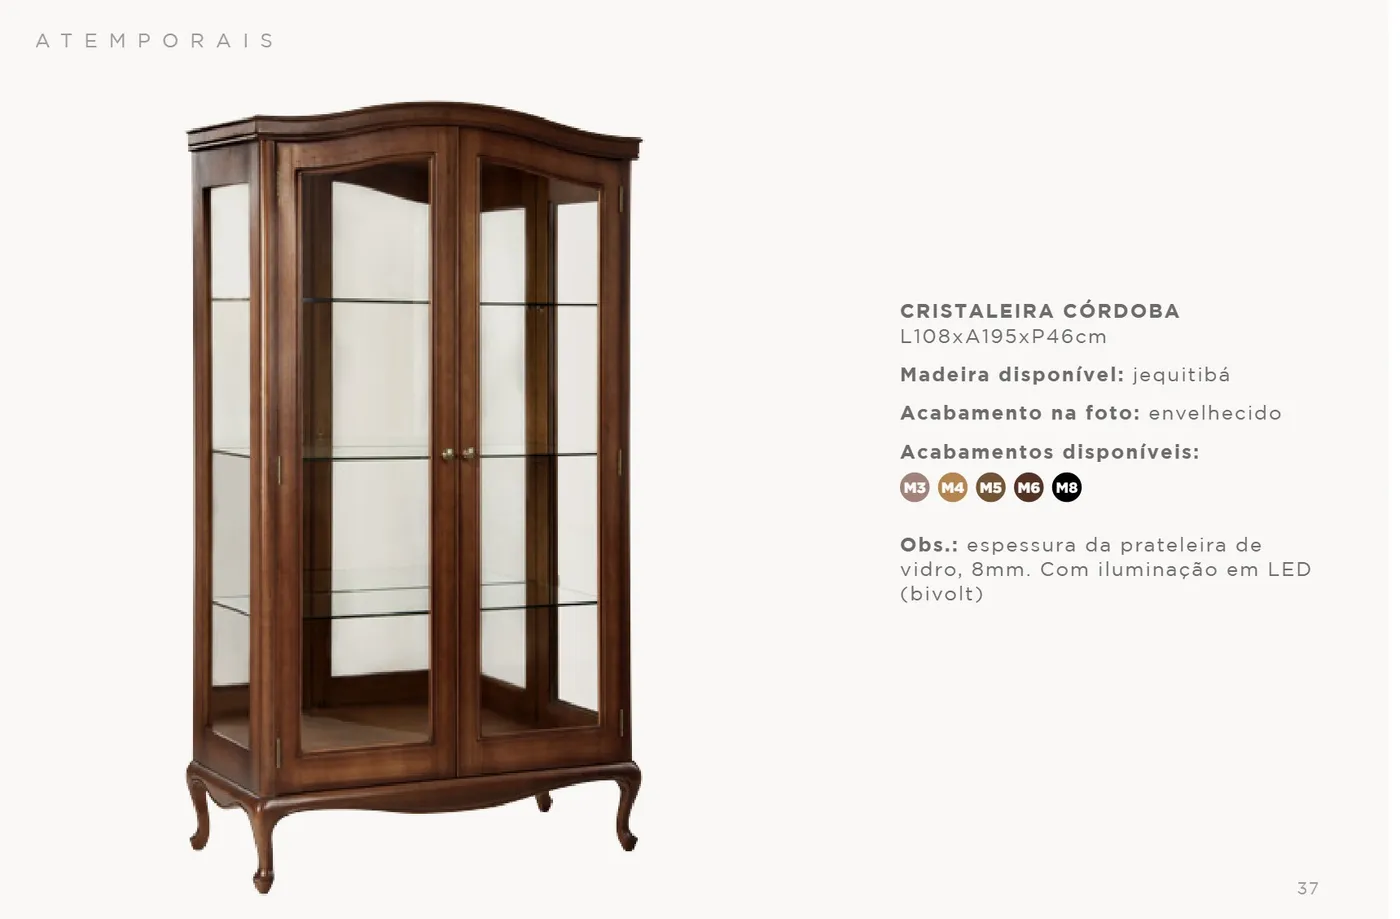 ATEMPORAIS
CRISTALEIRA CÓRDOBA
L108xA195xP46cm
Madeira disponível: jequitibá
Acabamento na foto: envelhecido
Acabamentos disponíveis:
M3 M4 M5 M6 M8
Obs.: espessura da prateleira de
vidro, 8mm. Com iluminação em LED
(bivolt)
37